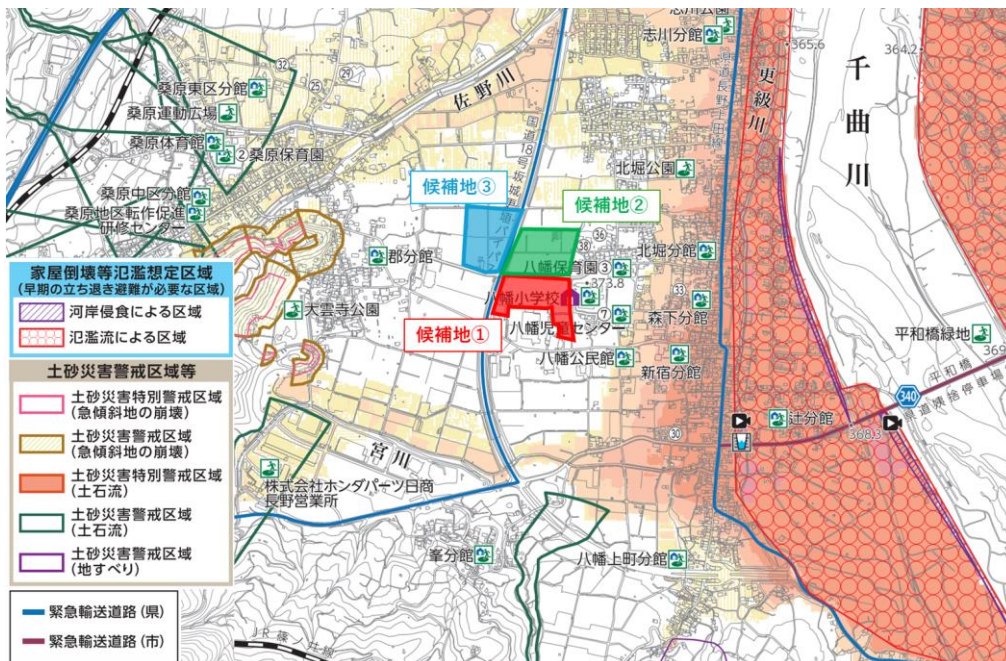 志川分館
365.6
364.2
千曲川
更級川
佐野川
桑原東区分館
桑原運動広場
桑原体育館
②桑原保育園
桑原中区分館
桑原地区転作促進
研修センター
32
25
29
北堀公園
候補地③
候補地②
36
38
北堀分館
郡分館
八幡保育園③
373.8
八幡小学校
⑦
33
八幡児童センター
森下分館
大雲寺公園
候補地①
八幡公民館
新宿分館
平和橋緑地
平和橋
340
辻分館
368.3
30
宮川
株式会社ホンダパーツ日商
長野営業所
峯分館
八幡上町分館
JR篠ノ井線
家屋倒壊等氾濫想定区域
(早期の立ち退き避難が必要な区域)
河岸侵食による区域
氾濫流による区域
土砂災害警戒区域等
土砂災害特別警戒区域
(急傾斜地の崩壊)
土砂災害警戒区域
(急傾斜地の崩壊)
土砂災害特別警戒区域
(土石流)
土砂災害警戒区域
(土石流)
土砂災害警戒区域
(地すべり)
緊急輸送道路(県)
緊急輸送道路(市)